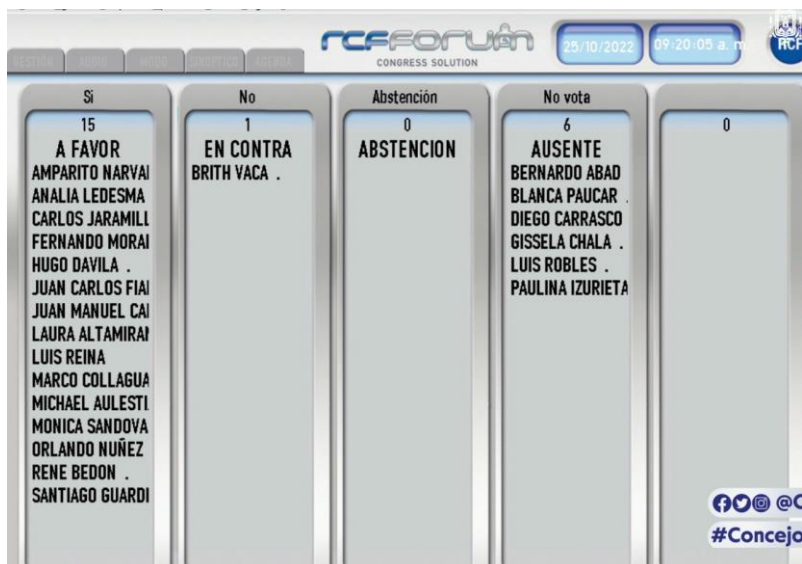 RCFFORUM
CONGRESS SOLUTION
25/10/2022
09:20:05 a. m
RCF
GESTIÓN AUDIO MODO SINOPTICO AGENDA
Si
15
A FAVOR
AMPARITO NARVAI
ANALIA LEDESMA
CARLOS JARAMILL
FERNANDO MORAI
HUGO DAVILA .
JUAN CARLOS FIAI
JUAN MANUEL CAI
LAURA ALTAMIRAN
LUIS REINA
MARCO COLLAGUA
MICHAEL AULESTI
MONICA SANDOVA
ORLANDO NUÑEZ
RENE BEDON .
SANTIAGO GUARDI
No
1
EN CONTRA
BRITH VACA .
Abstención
0
ABSTENCION
No vota
6
AUSENTE
BERNARDO ABAD
BLANCA PAUCAR .
DIEGO CARRASCO
GISSELA CHALA .
LUIS ROBLES .
PAULINA IZURIETA
0
@C
#Concejo